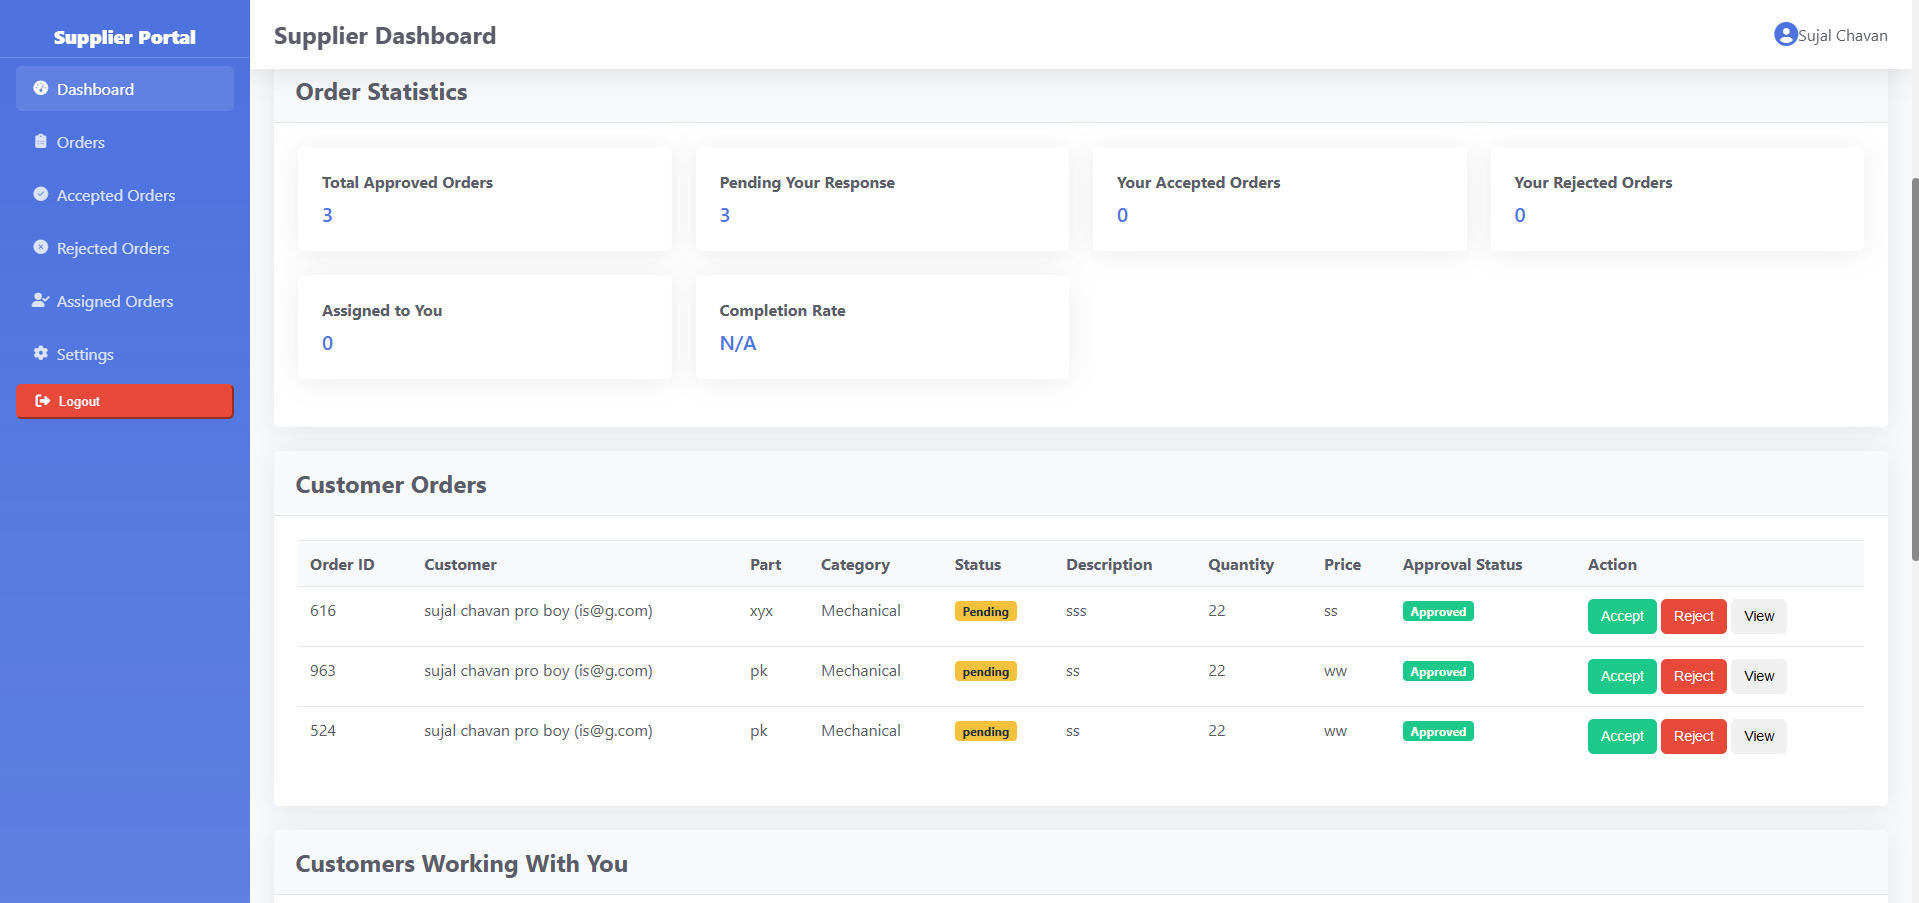 Supplier Portal
Dashboard
Orders
Accepted Orders
Rejected Orders
Assigned Orders
Settings
Logout
Supplier Dashboard
Sujal Chavan
Order Statistics
Total Approved Orders
3
Pending Your Response
3
Your Accepted Orders
0
Your Rejected Orders
0
Assigned to You
0
Completion Rate
N/A
Customer Orders
Order ID Customer Part Category Status Description Quantity Price Approval Status Action
616 sujal chavan pro boy (is@g.com) xyx Mechanical Pending sss 22 ss Approved Accept Reject View
963 sujal chavan pro boy (is@g.com) pk Mechanical pending ss 22 ww Approved Accept Reject View
524 sujal chavan pro boy (is@g.com) pk Mechanical pending ss 22 ww Approved Accept Reject View
Customers Working With You